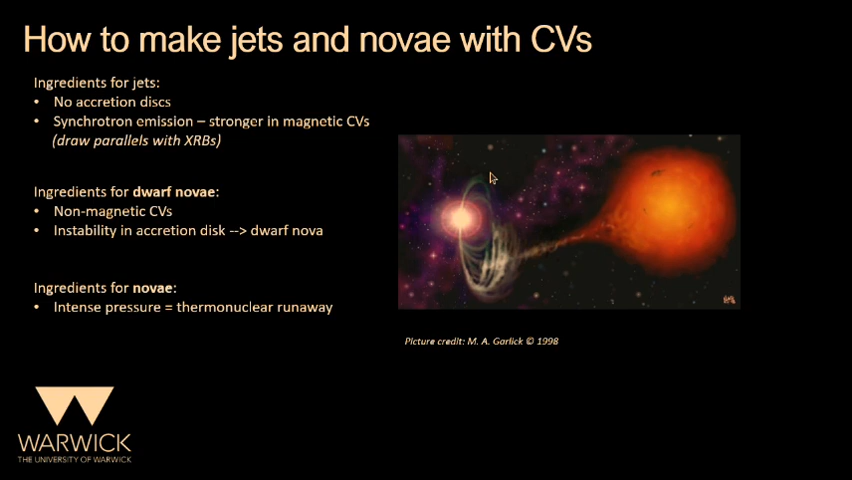 How to make jets and novae with CVs
Ingredients for jets:
• No accretion discs
• Synchrotron emission – stronger in magnetic CVs
(draw parallels with XRBs)
Ingredients for dwarf novae:
• Non-magnetic CVs
• Instability in accretion disk --> dwarf nova
Ingredients for novae:
• Intense pressure = thermonuclear runaway
Picture credit: M. A. Garlick © 1998
WARWICK
THE UNIVERSITY OF WARWICK